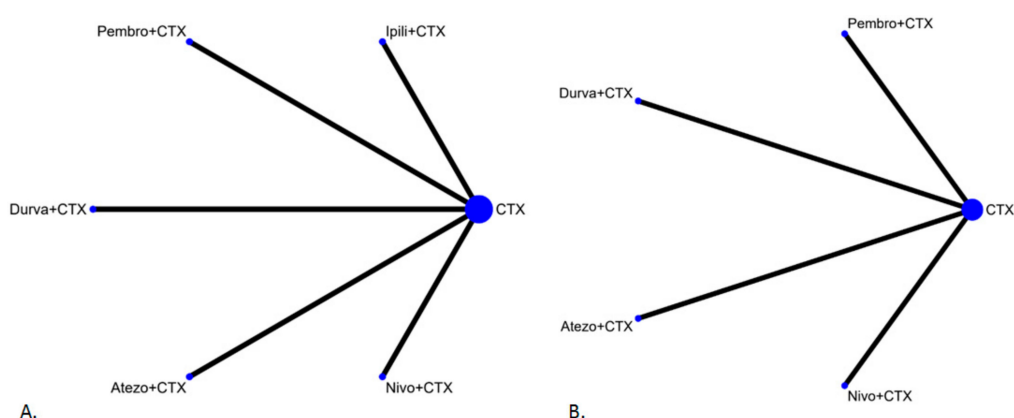 Pembro+CTX
Ipili+CTX
Durva+CTX
CTX
Atezo+CTX
Nivo+CTX
A.
Pembro+CTX
Durva+CTX
CTX
Atezo+CTX
Nivo+CTX
B.